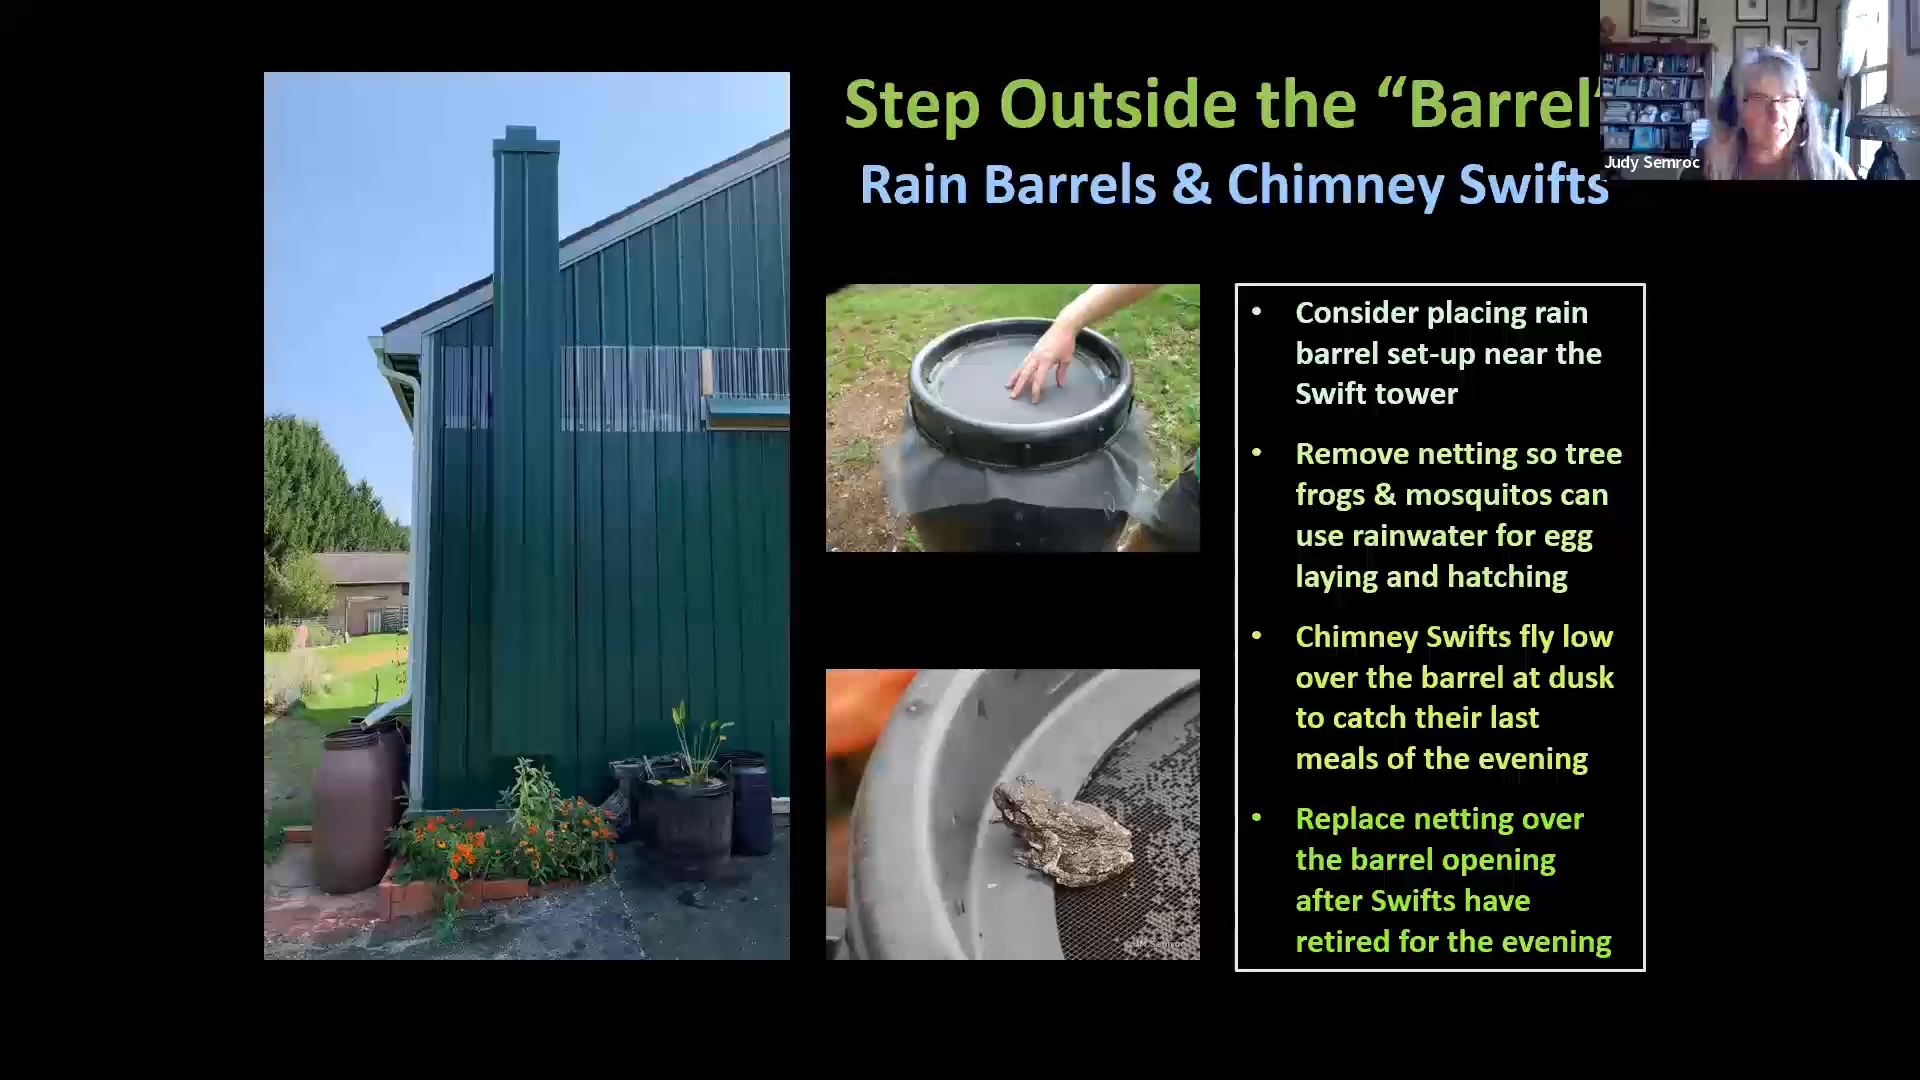 Step Outside the “Barrel”
Rain Barrels & Chimney Swifts
Judy Semroc
• Consider placing rain
barrel set-up near the
Swift tower
• Remove netting so tree
frogs & mosquitos can
use rainwater for egg
laying and hatching
• Chimney Swifts fly low
over the barrel at dusk
to catch their last
meals of the evening
• Replace netting over
the barrel opening
after Swifts have
retired for the evening